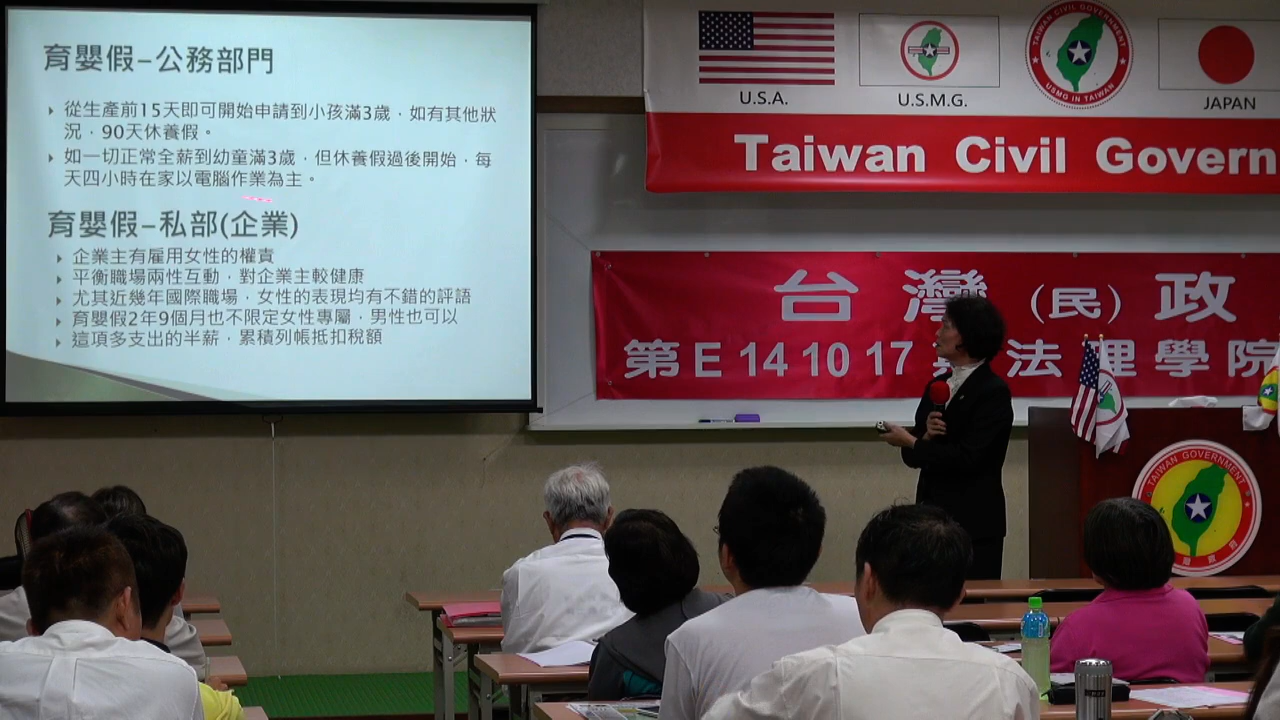 育嬰假-公務部門
從生產前15天即可開始申請到小孩滿3歲，如有其他狀
況，90天休養假。
如一切正常全薪到幼童滿3歲，但休養假過後開始，每
天四小時在家以電腦作業為主。
育嬰假-私部(企業)
企業主有雇用女性的權責
平衡職場兩性互動，對企業主較健康
尤其近幾年國際職場，女性的表現均有不錯的評語
育嬰假2年9個月也不限定女性專屬，男性也可以
這項多支出的半薪，累積列帳抵扣稅額
U.S.A.
U.S.M.G.
TAIWAN CIVIL GOVERNMENT
USMG IN TAIWAN
JAPAN
Taiwan Civil Govern
台灣（民）政
第E 14 10 17 法理學院
TAIWAN GOVERNMENT